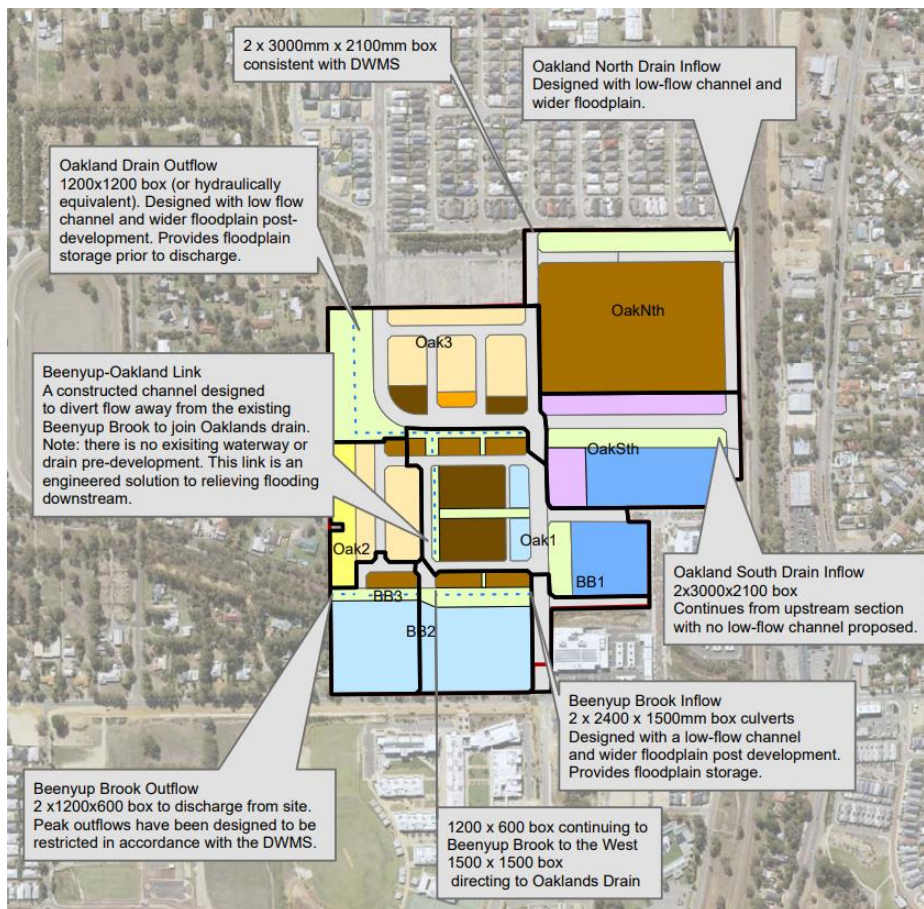 2 x 3000mm x 2100mm box
consistent with DWMS
Oakland North Drain Inflow
Designed with low-flow channel and
wider floodplain.
Oakland Drain Outflow
1200x1200 box (or hydraulically
equivalent). Designed with low flow
channel and wider floodplain post-
development. Provides floodplain
storage prior to discharge.
OakNth
Oak3
Beenyup-Oakland Link
A constructed channel designed
to divert flow away from the existing
Beenyup Brook to join Oaklands drain.
Note: there is no exisiting waterway or
drain pre-development. This link is an
engineered solution to relieving flooding
downstream.
OakSth
Oak2
Oak1
BB1
BB3
BB2
Oakland South Drain Inflow
2x3000x2100 box
Continues from upstream section
with no low-flow channel proposed.
Beenyup Brook Inflow
2 x 2400 x 1500mm box culverts
Designed with a low-flow channel
and wider floodplain post development.
Provides floodplain storage.
Beenyup Brook Outflow
2 x1200x600 box to discharge from site.
Peak outflows have been designed to be
restricted in accordance with the DWMS.
1200 x 600 box continuing to
Beenyup Brook to the West
1500 x 1500 box
directing to Oaklands Drain